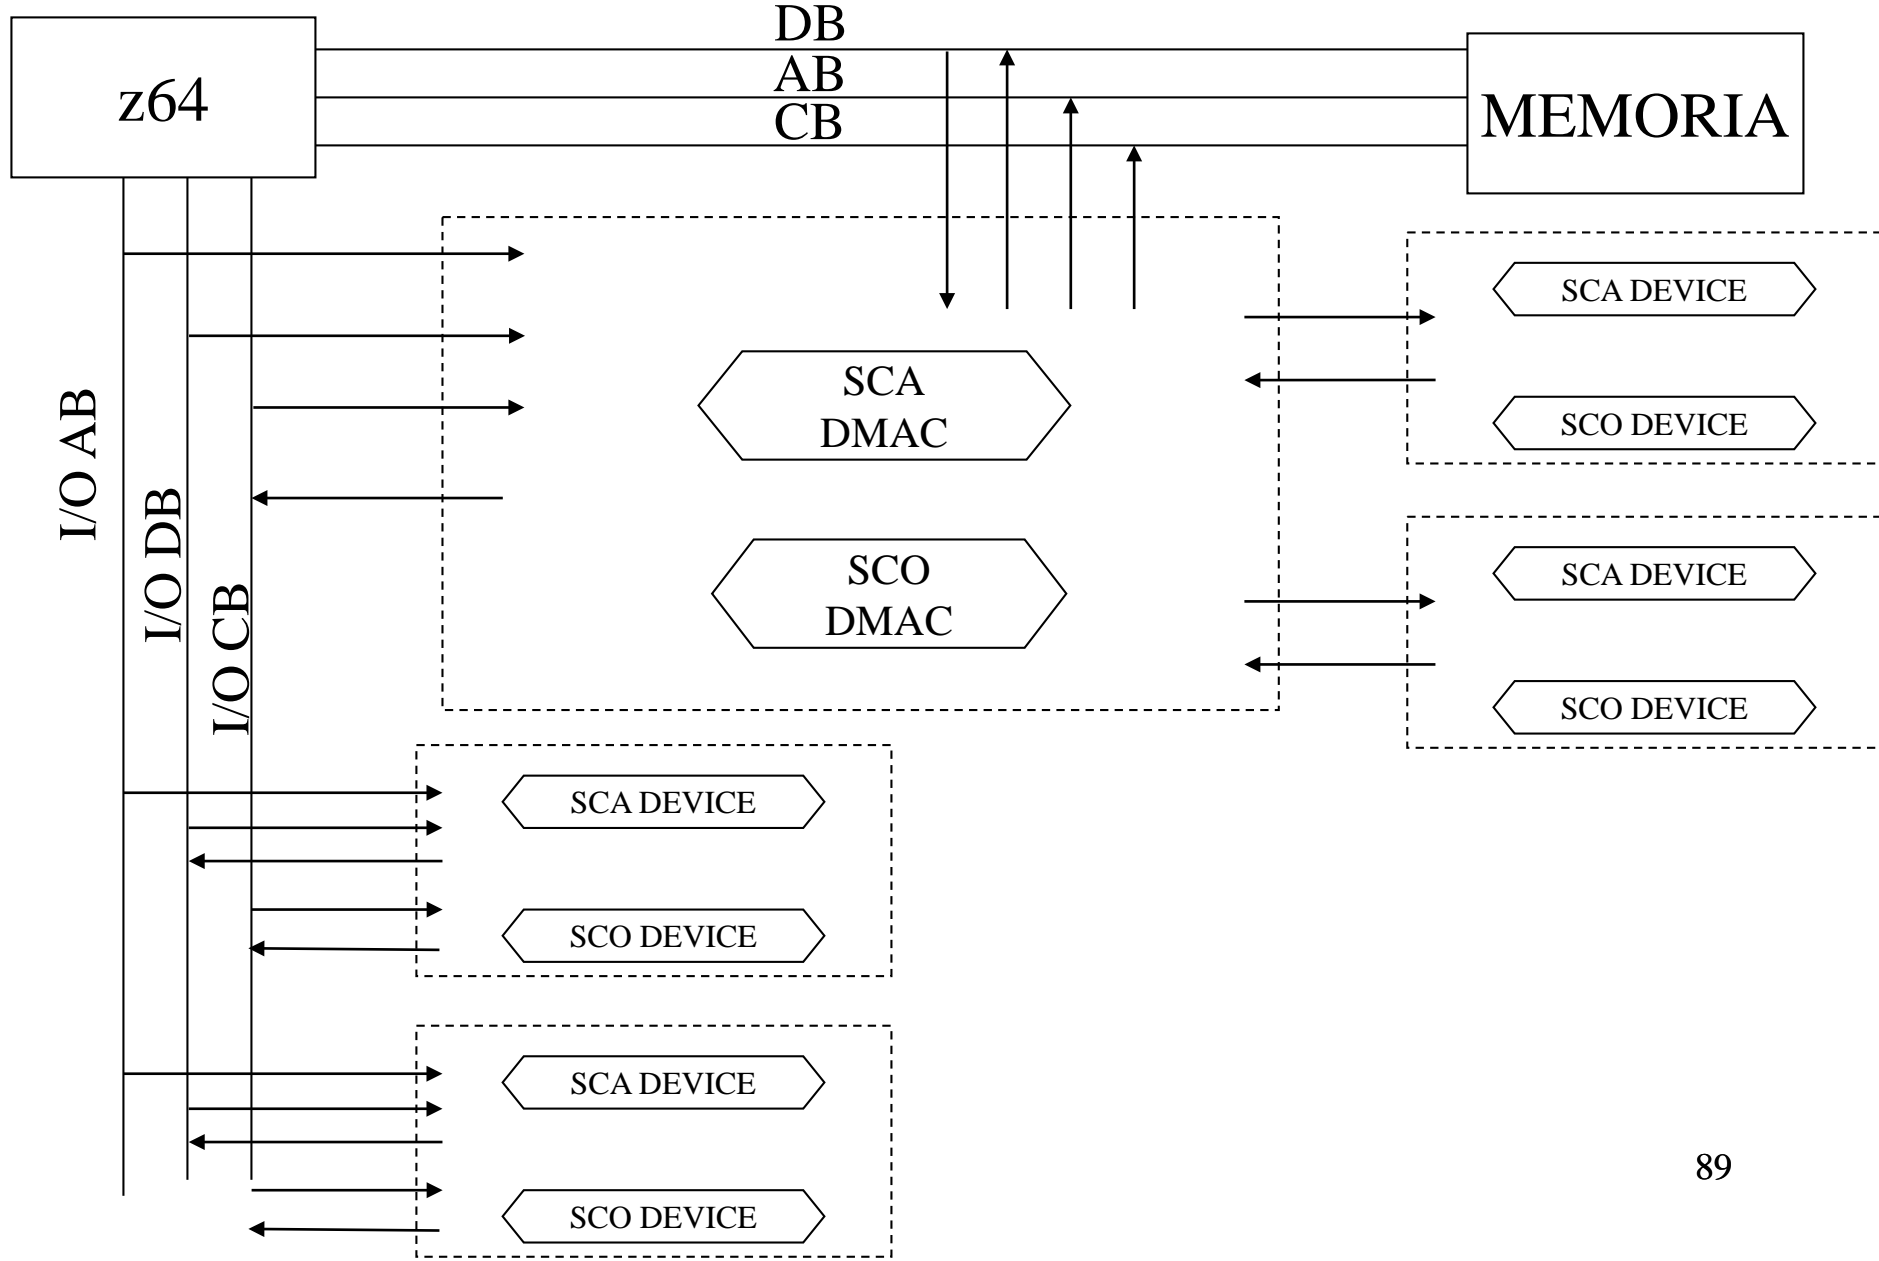 DB
z64
AB
CB
MEMORIA
SCA DEVICE
SCA
DMAC
SCO DEVICE
I/O AB
I/O DB
I/O CB
SCO
DMAC
SCA DEVICE
SCO DEVICE
SCA DEVICE
SCO DEVICE
SCA DEVICE
SCO DEVICE
89